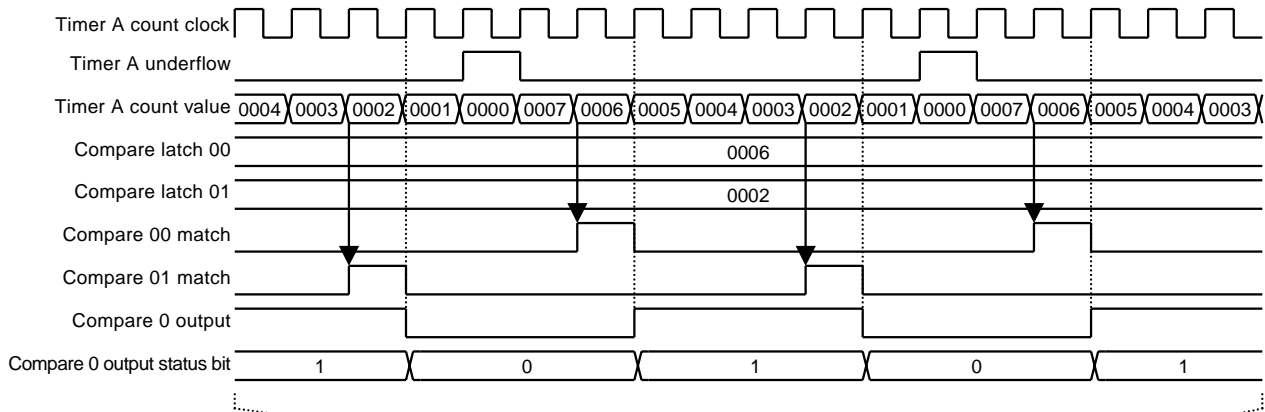 Timer A count clock
Timer A underflow
Timer A count value 0004 0003 0002 0001 0000 0007 0006 0005 0004 0003 0002 0001 0000 0007 0006 0005 0004 0003
Compare latch 00 0006
Compare latch 01 0002
Compare 00 match
Compare 01 match
Compare 0 output
Compare 0 output status bit 1 0 1 0 1